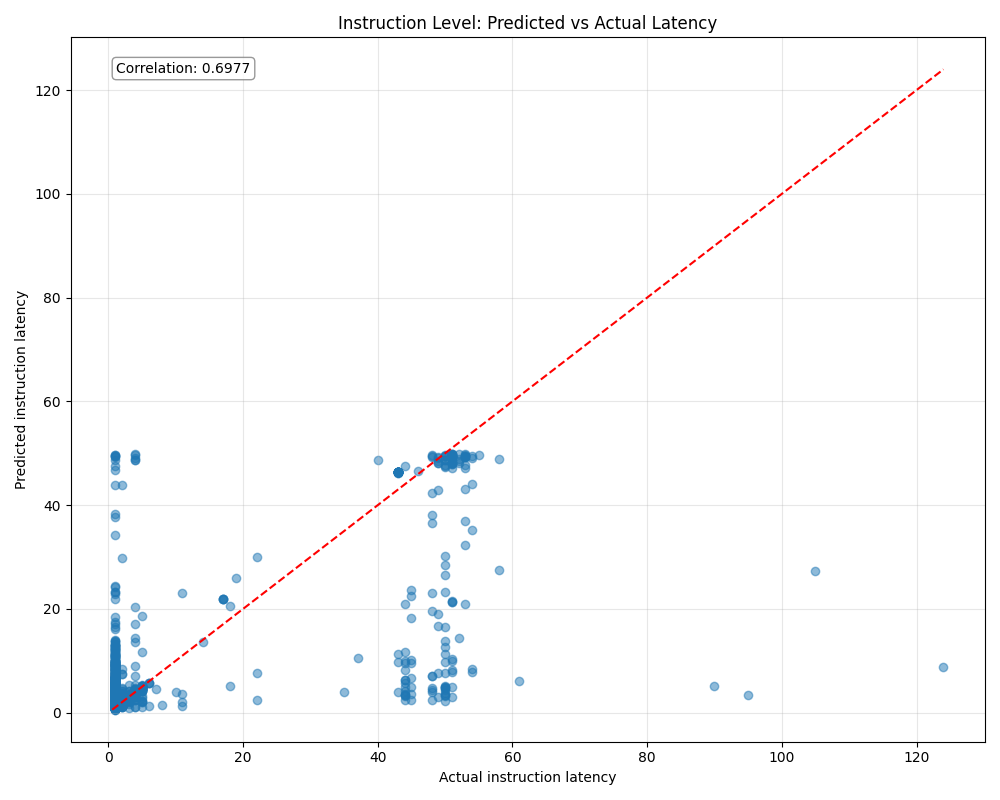 Instruction Level: Predicted vs Actual Latency
Correlation: 0.6977
Predicted instruction latency
120
100
80
60
40
20
0
0 20 40 60 80 100 120
Actual instruction latency